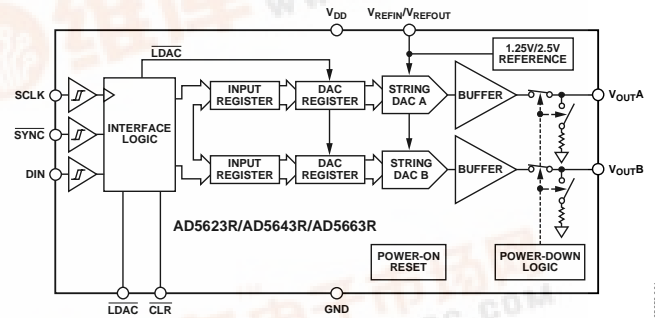 VDD
VREFIN/VREFOUT
LDAC
1.25V/2.5V
REFERENCE
SCLK
INPUT
REGISTER
DAC
REGISTER
STRING
DAC A
BUFFER
VOUTA
SYNC
INTERFACE
LOGIC
DIN
INPUT
REGISTER
DAC
REGISTER
STRING
DAC B
BUFFER
VOUTB
AD5623R/AD5643R/AD5663R
POWER-ON
RESET
POWER-DOWN
LOGIC
LDAC
CLR
GND